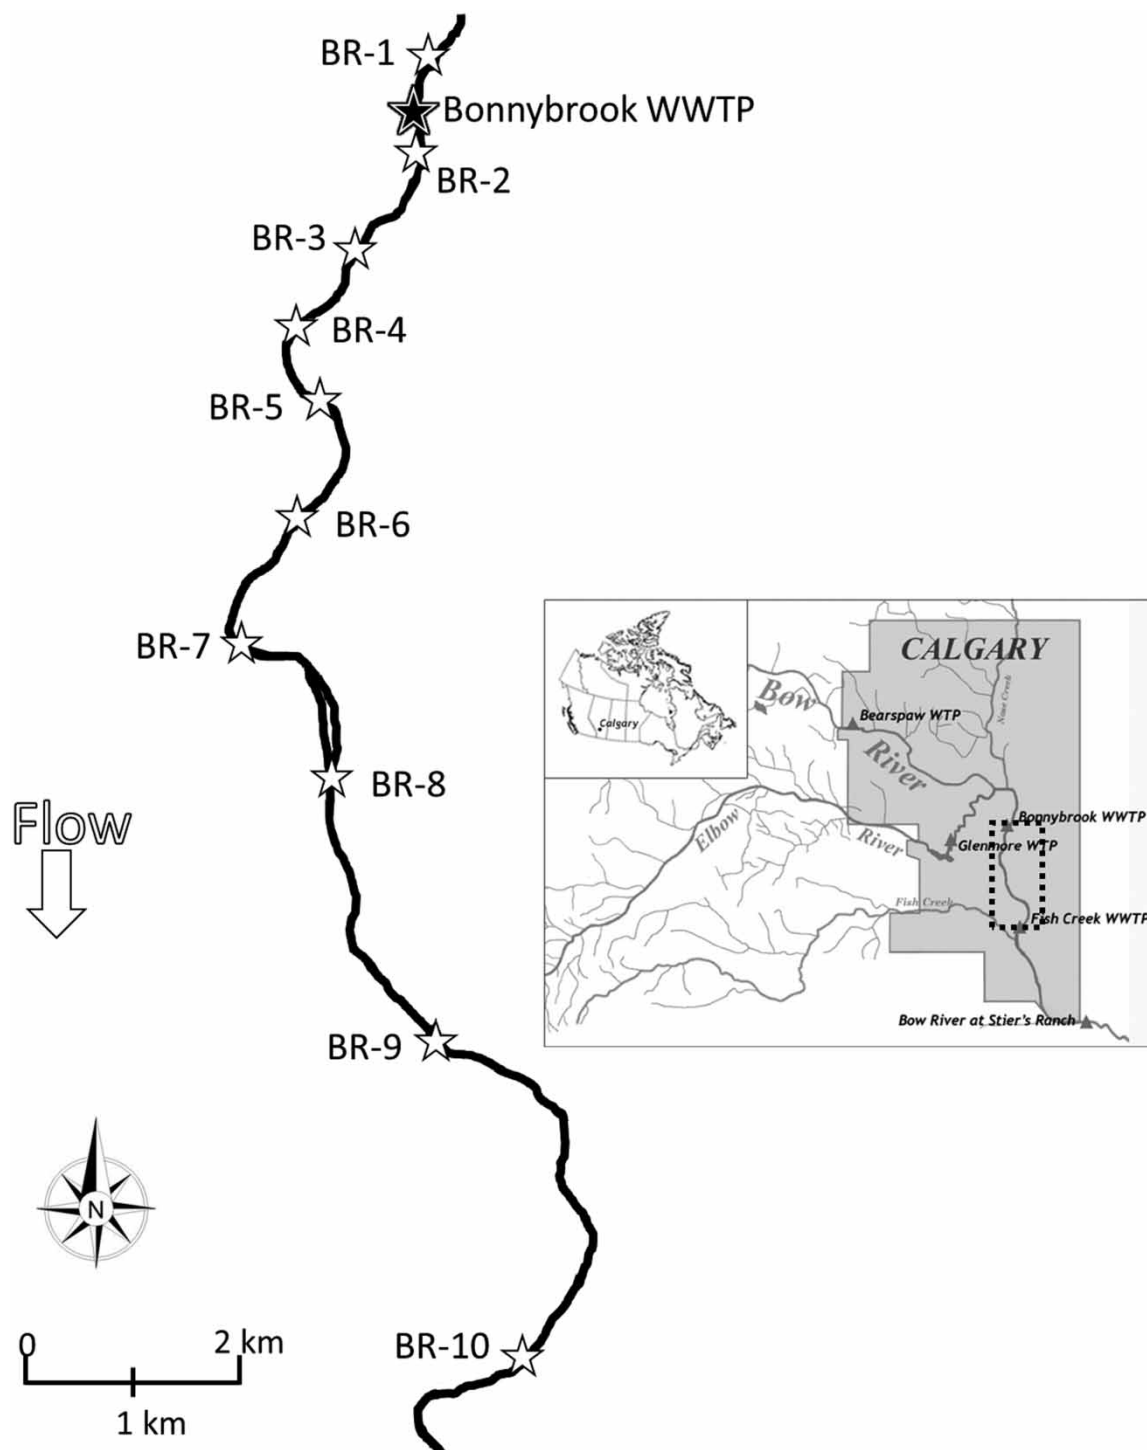 BR-1
Bonnybrook WWTP
BR-2
BR-3
BR-4
BR-5
BR-6
BR-7
BR-8
Flow
BR-9
BR-10
N
0
2 km
1 km
CALGARY
Nose Creek
Bow
River
Bearspaw WTP
Calgary
Elbow
River
Bonnybrook WWTP
Glenmore WTP
Fish Creek
Fish Creek WWTP
Bow River at Stier's Ranch